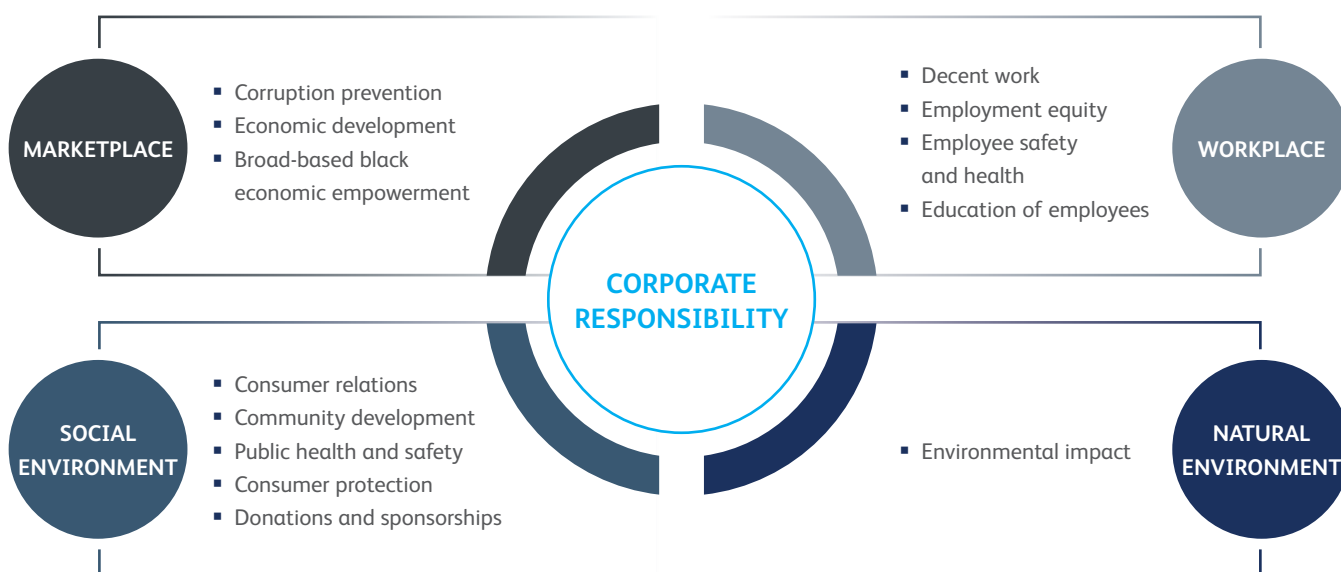 MARKETPLACE
▪ Corruption prevention
▪ Economic development
▪ Broad-based black
economic empowerment
▪ Decent work
▪ Employment equity
▪ Employee safety
and health
▪ Education of employees
WORKPLACE
CORPORATE
RESPONSIBILITY
SOCIAL
ENVIRONMENT
▪ Consumer relations
▪ Community development
▪ Public health and safety
▪ Consumer protection
▪ Donations and sponsorships
▪ Environmental impact
NATURAL
ENVIRONMENT